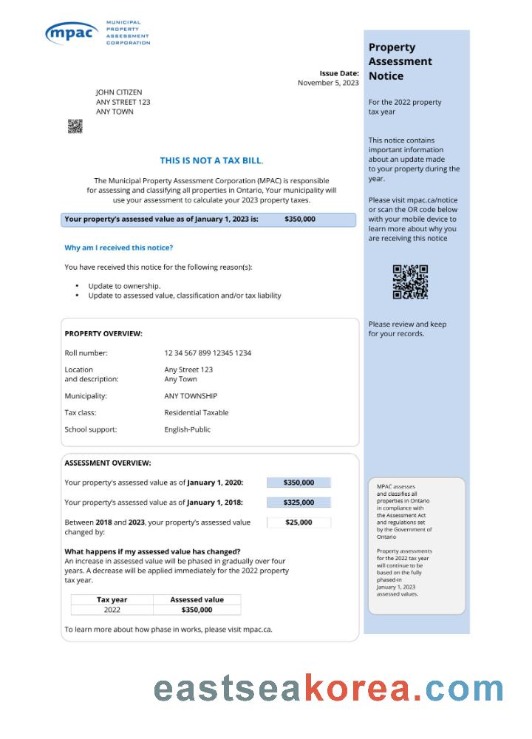 mpac
MUNICIPAL
PROPERTY
ASSESSMENT
CORPORATION
Issue Date:
November 5, 2023
JOHN CITIZEN
ANY STREET 123
ANY TOWN
THIS IS NOT A TAX BILL.
The Municipal Property Assessment Corporation (MPAC) is responsible
for assessing and classifying all properties in Ontario, Your municipality will
use your assessment to calculate your 2023 property taxes.
Your property's assessed value as of January 1, 2023 is: $350,000
Why am I received this notice?
You have received this notice for the following reason(s):
• Update to ownership.
• Update to assessed value, classification and/or tax liability
PROPERTY OVERVIEW:
Roll number: 12 34 567 899 12345 1234
Location Any Street 123
and description: Any Town
Municipality: ANY TOWNSHIP
Tax class: Residential Taxable
School support: English-Public
ASSESSMENT OVERVIEW:
Your property's assessed value as of January 1, 2020: $350,000
Your property's assessed value as of January 1, 2018: $325,000
Between 2018 and 2023, your property's assessed value $25,000
changed by:
What happens if my assessed value has changed?
An increase in assessed value will be phased in gradually over four
years. A decrease will be applied immediately for the 2022 property
tax year.
Tax year Assessed value
2022 $350,000
To learn more about how phase in works, please visit mpac.ca.
Property
Assessment
Notice
For the 2022 property
tax year
This notice contains
important information
about an update made
to your property during the
year.
Please visit mpac.ca/notice
or scan the OR code below
with your mobile device to
learn more about why you
are receiving this notice
Please review and keep
for your records.
MPAC assesses
and classifies all
properties in Ontario
in compliance with
the Assessment Act
and regulations set
by the Government of
Ontario
Property assessments
for the 2022 tax year
will continue to be
based on the fully
phased-in
January 1, 2023
assessed values.
eastseakorea.com